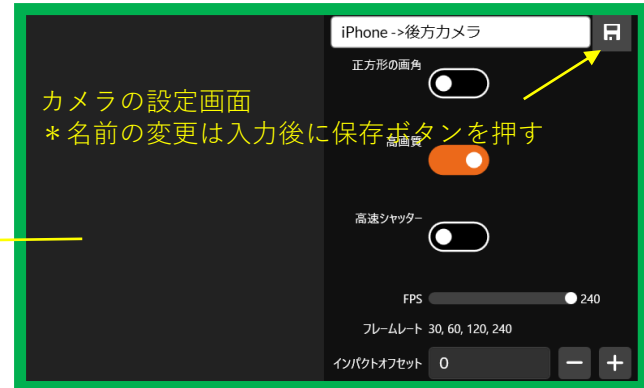 iPhone ->後方カメラ
正方形の画角
カメラの設定画面
＊名前の変更は入力後に保存ボタンを押す
高画質
高速シャッター
FPS 240
フレームレート 30, 60, 120, 240
インパクトオフセット 0 − +